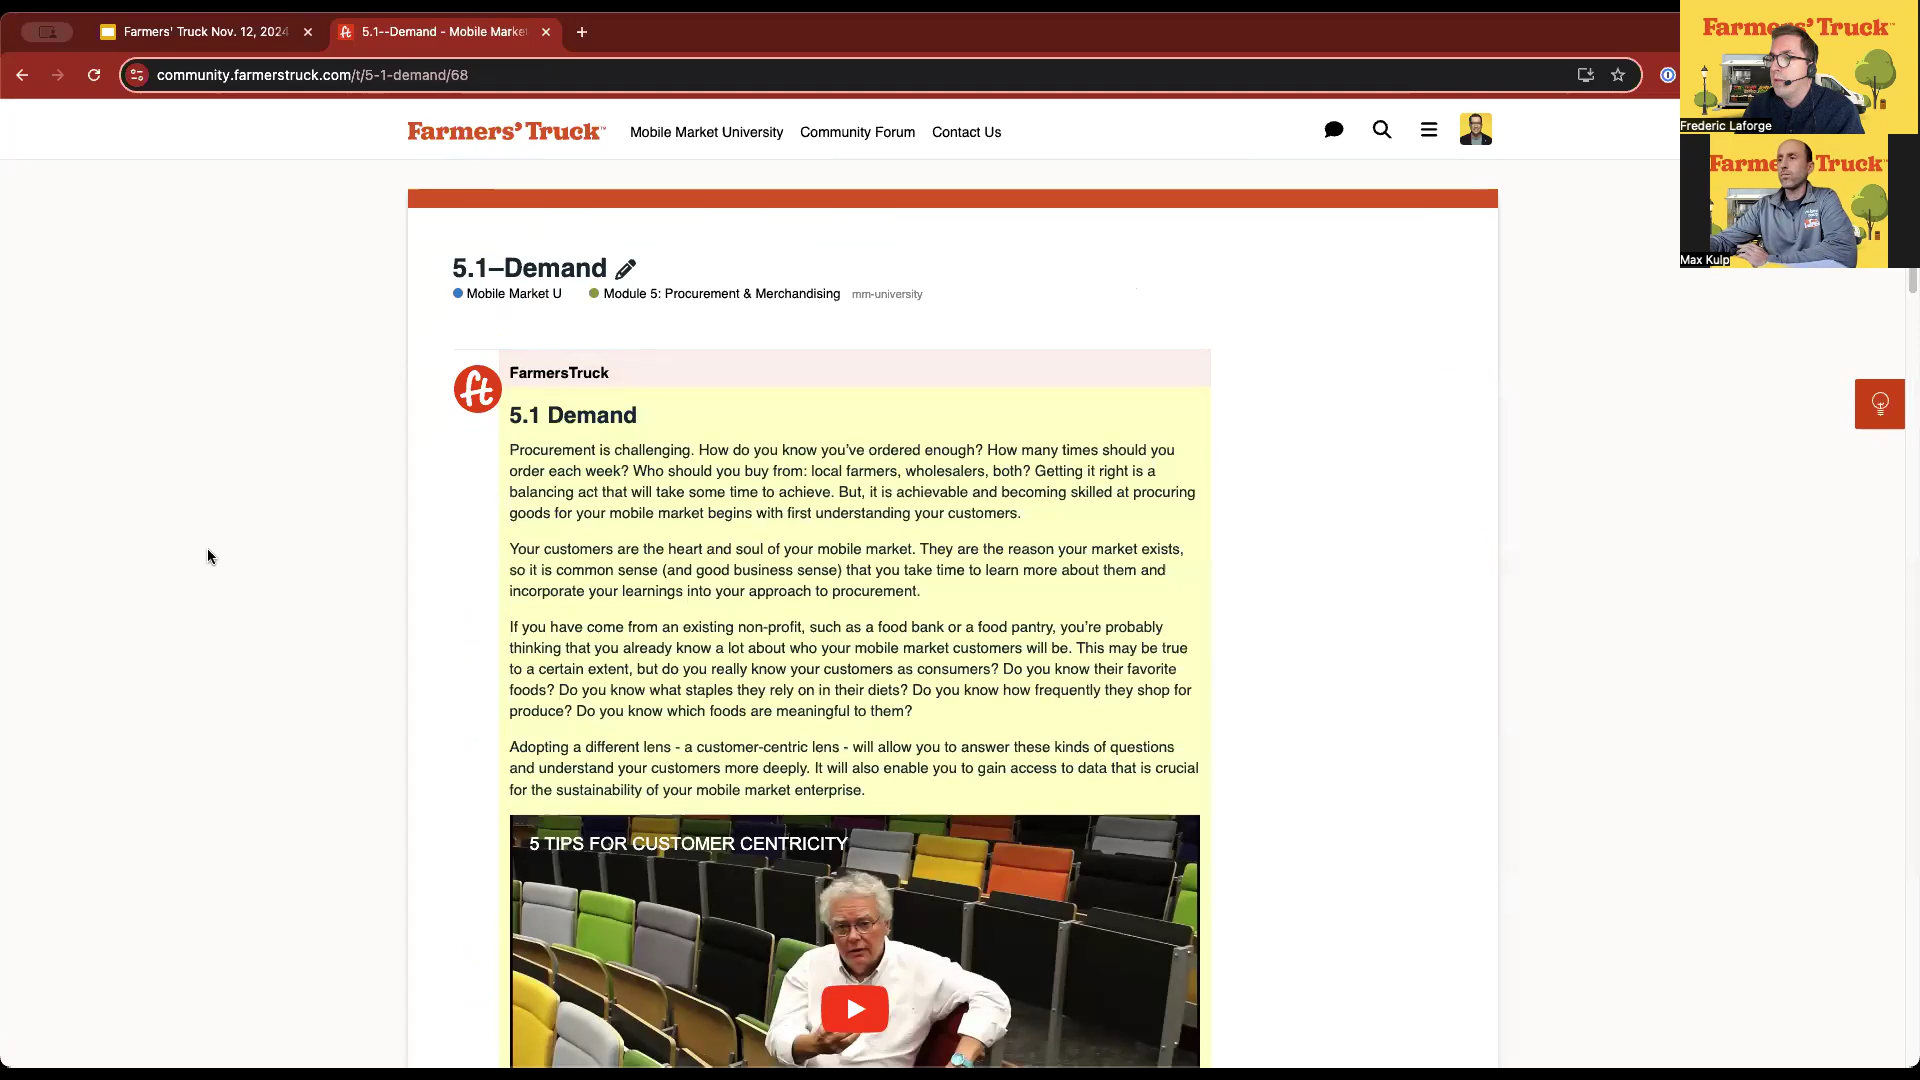 Farmers' Truck Nov. 12, 2024
5.1--Demand - Mobile Marke
community.farmerstruck.com/t/5-1-demand/68
Farmers' Truck™
Mobile Market University
Community Forum
Contact Us
5.1–Demand
Mobile Market U
Module 5: Procurement & Merchandising
mm-university
ft
FarmersTruck
5.1 Demand
Procurement is challenging. How do you know you've ordered enough? How many times should you
order each week? Who should you buy from: local farmers, wholesalers, both? Getting it right is a
balancing act that will take some time to achieve. But, it is achievable and becoming skilled at procuring
goods for your mobile market begins with first understanding your customers.
Your customers are the heart and soul of your mobile market. They are the reason your market exists,
so it is common sense (and good business sense) that you take time to learn more about them and
incorporate your learnings into your approach to procurement.
If you have come from an existing non-profit, such as a food bank or a food pantry, you're probably
thinking that you already know a lot about who your mobile market customers will be. This may be true
to a certain extent, but do you really know your customers as consumers? Do you know their favorite
foods? Do you know what staples they rely on in their diets? Do you know how frequently they shop for
produce? Do you know which foods are meaningful to them?
Adopting a different lens - a customer-centric lens - will allow you to answer these kinds of questions
and understand your customers more deeply. It will also enable you to gain access to data that is crucial
for the sustainability of your mobile market enterprise.
5 TIPS FOR CUSTOMER CENTRICITY
Farmers' Truck™
Frederic Laforge
Farme Truck™
Max Kulp